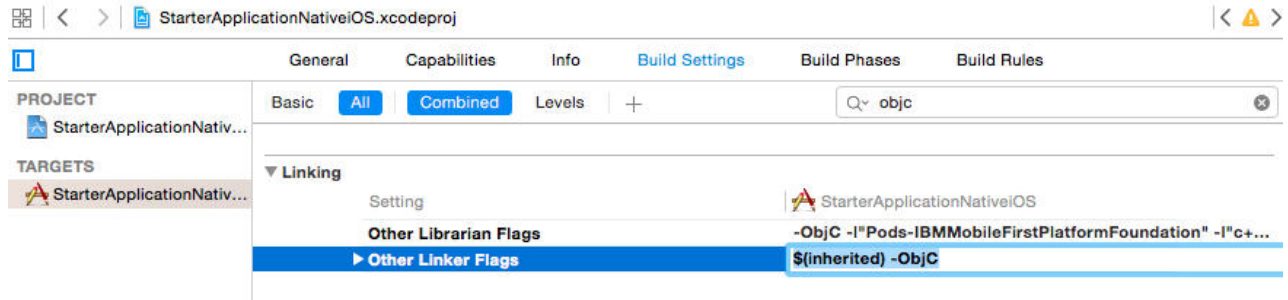 StarterApplicationNativeiOS.xcodeproj
General Capabilities Info Build Settings Build Phases Build Rules
PROJECT
Basic All Combined Levels + objc
StarterApplicationNativ...
TARGETS
Linking
StarterApplicationNativ...
Setting StarterApplicationNativeiOS
Other Librarian Flags -ObjC -l"Pods-IBMMobileFirstPlatformFoundation" -l"c+...
Other Linker Flags $(inherited) -ObjC